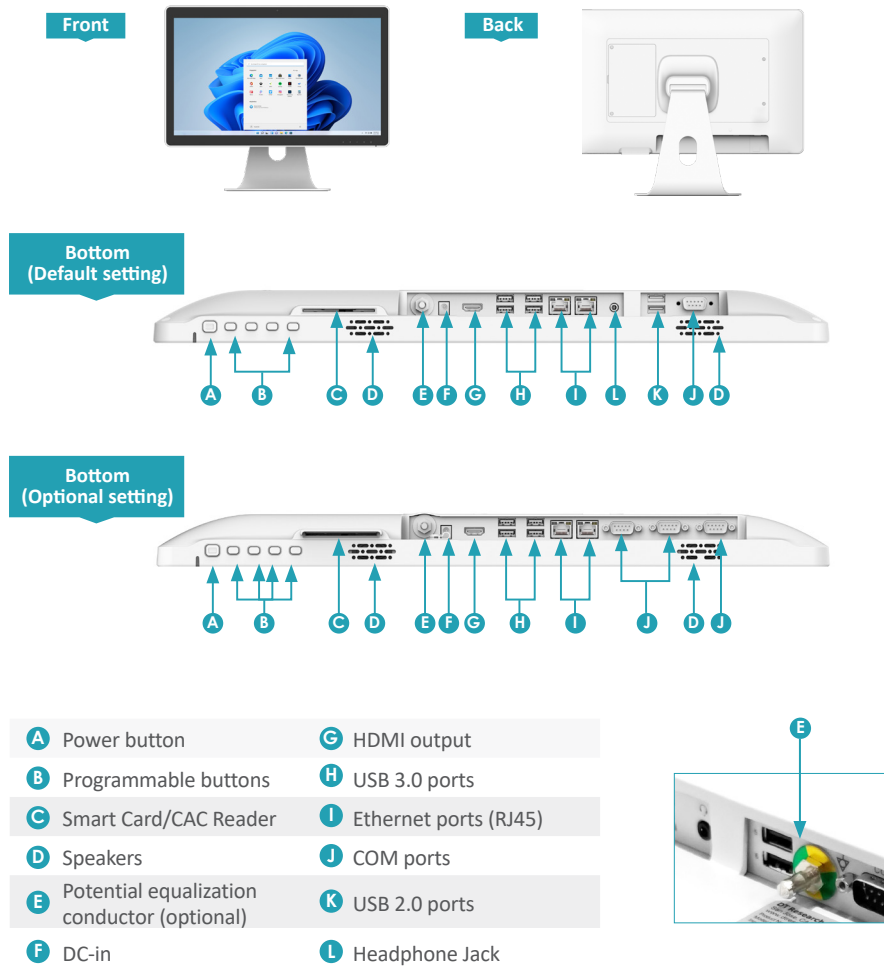 Front
Back
Bottom
(Default setting)
A B C D E F G H I L K J D
Bottom
(Optional setting)
A B C D E F G H I J D J
A Power button
G HDMI output
B Programmable buttons
H USB 3.0 ports
C Smart Card/CAC Reader
I Ethernet ports (RJ45)
D Speakers
J COM ports
E Potential equalization
conductor (optional)
K USB 2.0 ports
F DC-in
L Headphone Jack
E
DT Research